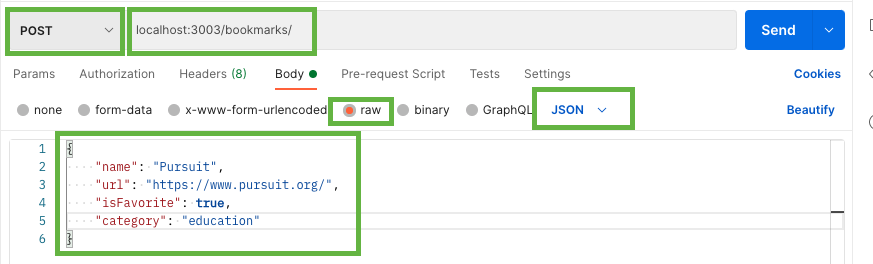 POST localhost:3003/bookmarks/ Send
Params Authorization Headers (8) Body Pre-request Script Tests Settings Cookies
none form-data x-www-form-urlencoded raw binary GraphQL JSON Beautify
1 {
2 "name": "Pursuit",
3 "url": "https://www.pursuit.org/",
4 "isFavorite": true,
5 "category": "education"
6 }